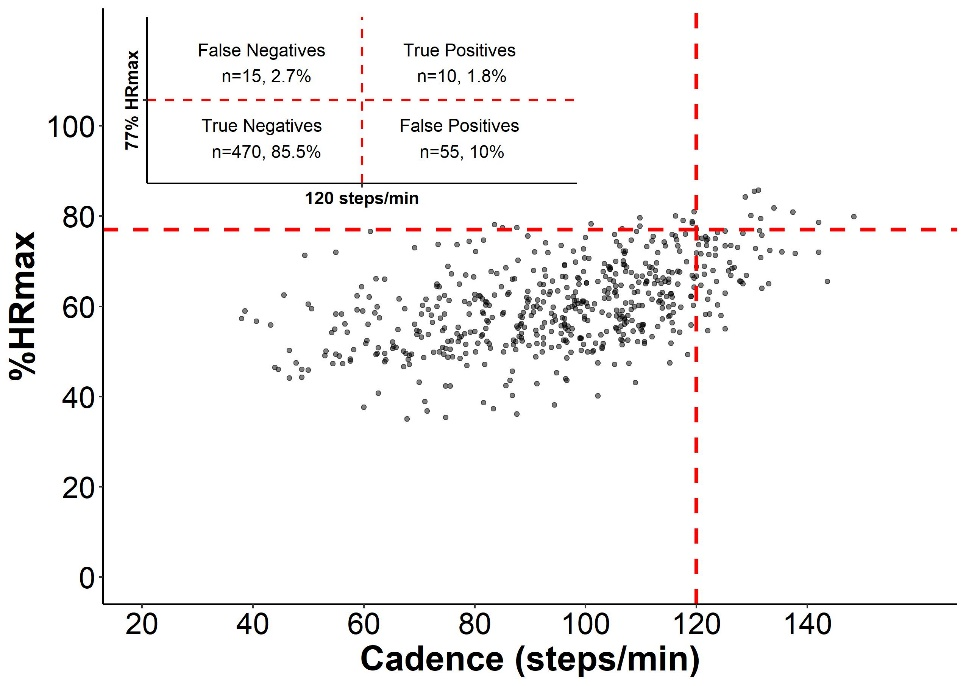 False Negatives
n=15, 2.7%
True Positives
n=10, 1.8%
77% HRmax
True Negatives
n=470, 85.5%
False Positives
n=55, 10%
120 steps/min
100
80
60
40
20
0
%HRmax
20 40 60 80 100 120 140
Cadence (steps/min)